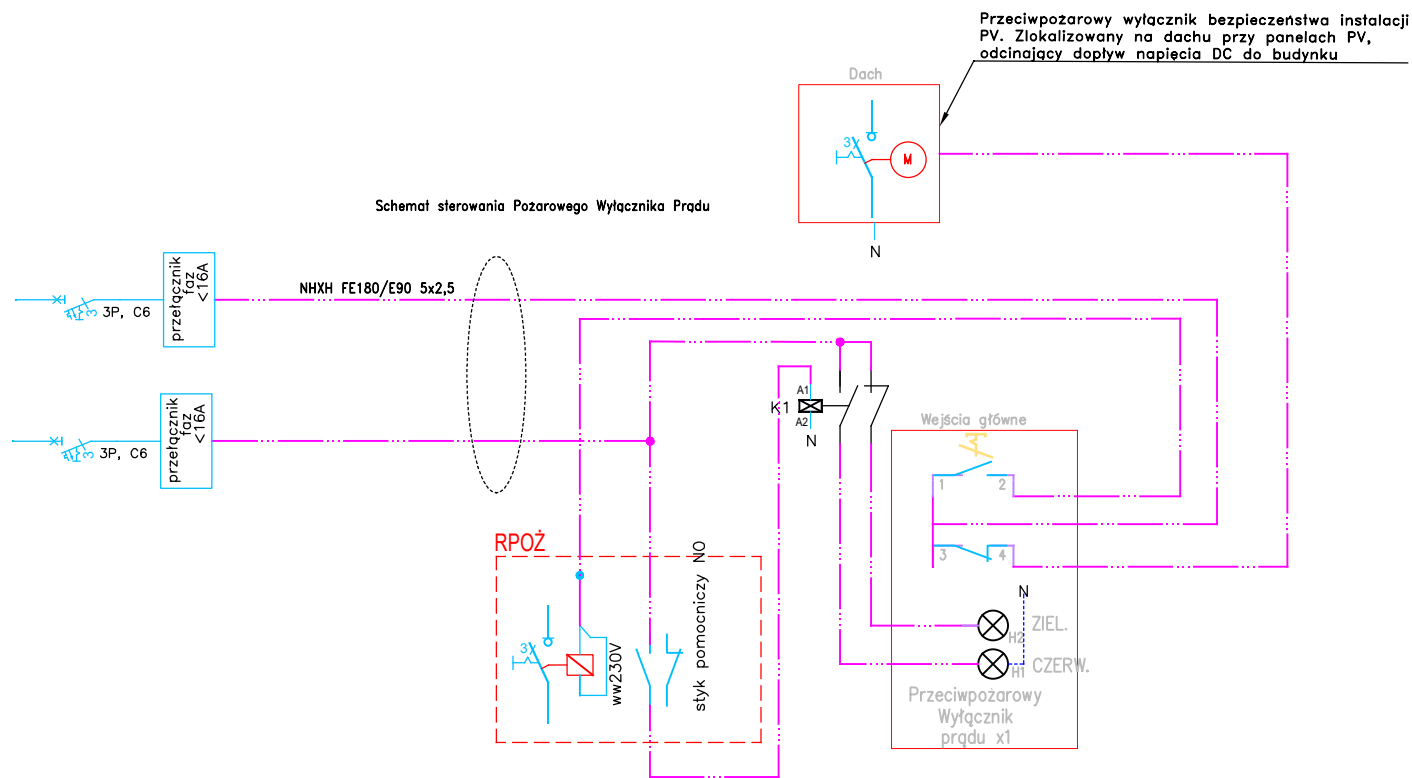 Przeciwpożarowy wyłącznik bezpieczeństwa instalacji
PV. Zlokalizowany na dachu przy panelach PV,
odcinający dopływ napięcia DC do budynku
Dach
3
M
N
Schemat sterowania Pożarowego Wyłącznika Prądu
przełącznik
faz
<16A
NHXH FE180/E90 5x2,5
3
3P, C6
przełącznik
faz
<16A
3
3P, C6
A1
K1
A2
N
Wejścia główne
1
2
3
4
N
H2
ZIEL.
H1
CZERW.
Przeciwpożarowy
Wyłącznik
prądu x1
RPOŻ
3
ww230V
styk pomocniczy NO